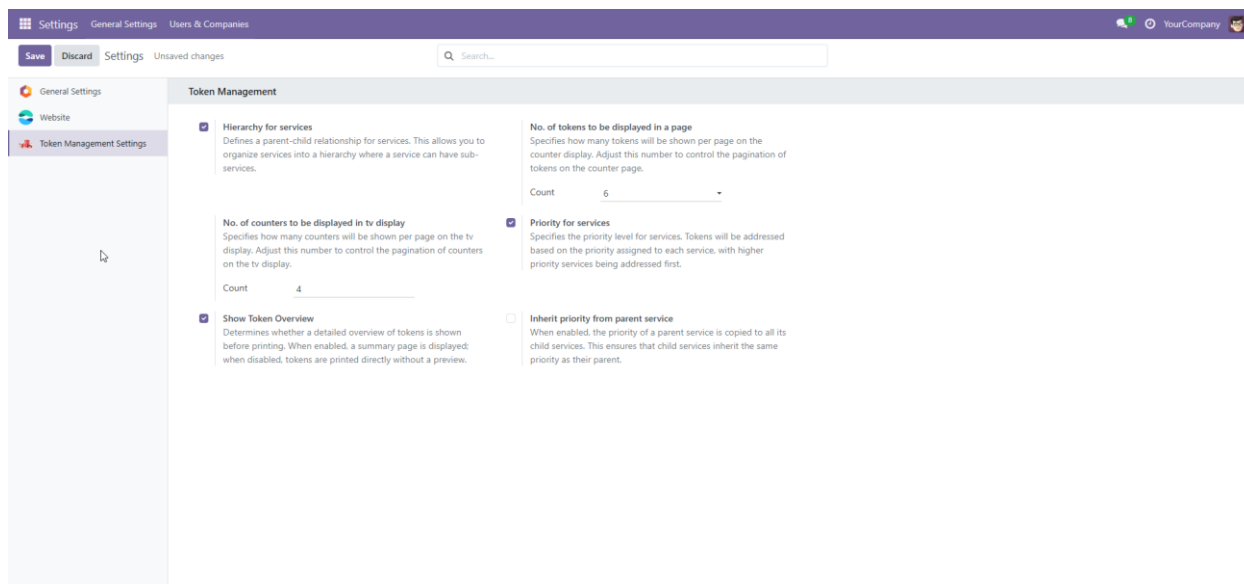 Settings General Settings Users & Companies
8 YourCompany
Save Discard Settings Unsaved changes
Search...
General Settings
Website
Token Management Settings
Token Management
Hierarchy for services
Defines a parent-child relationship for services. This allows you to
organize services into a hierarchy where a service can have sub-
services.
No. of tokens to be displayed in a page
Specifies how many tokens will be shown per page on the
counter display. Adjust this number to control the pagination of
tokens on the counter page.
Count 6
No. of counters to be displayed in tv display
Specifies how many counters will be shown per page on the tv
display. Adjust this number to control the pagination of counters
on the tv display.
Count 4
Priority for services
Specifies the priority level for services. Tokens will be addressed
based on the priority assigned to each service, with higher
priority services being addressed first.
Show Token Overview
Determines whether a detailed overview of tokens is shown
before printing. When enabled, a summary page is displayed;
when disabled, tokens are printed directly without a preview.
Inherit priority from parent service
When enabled, the priority of a parent service is copied to all its
child services. This ensures that child services inherit the same
priority as their parent.